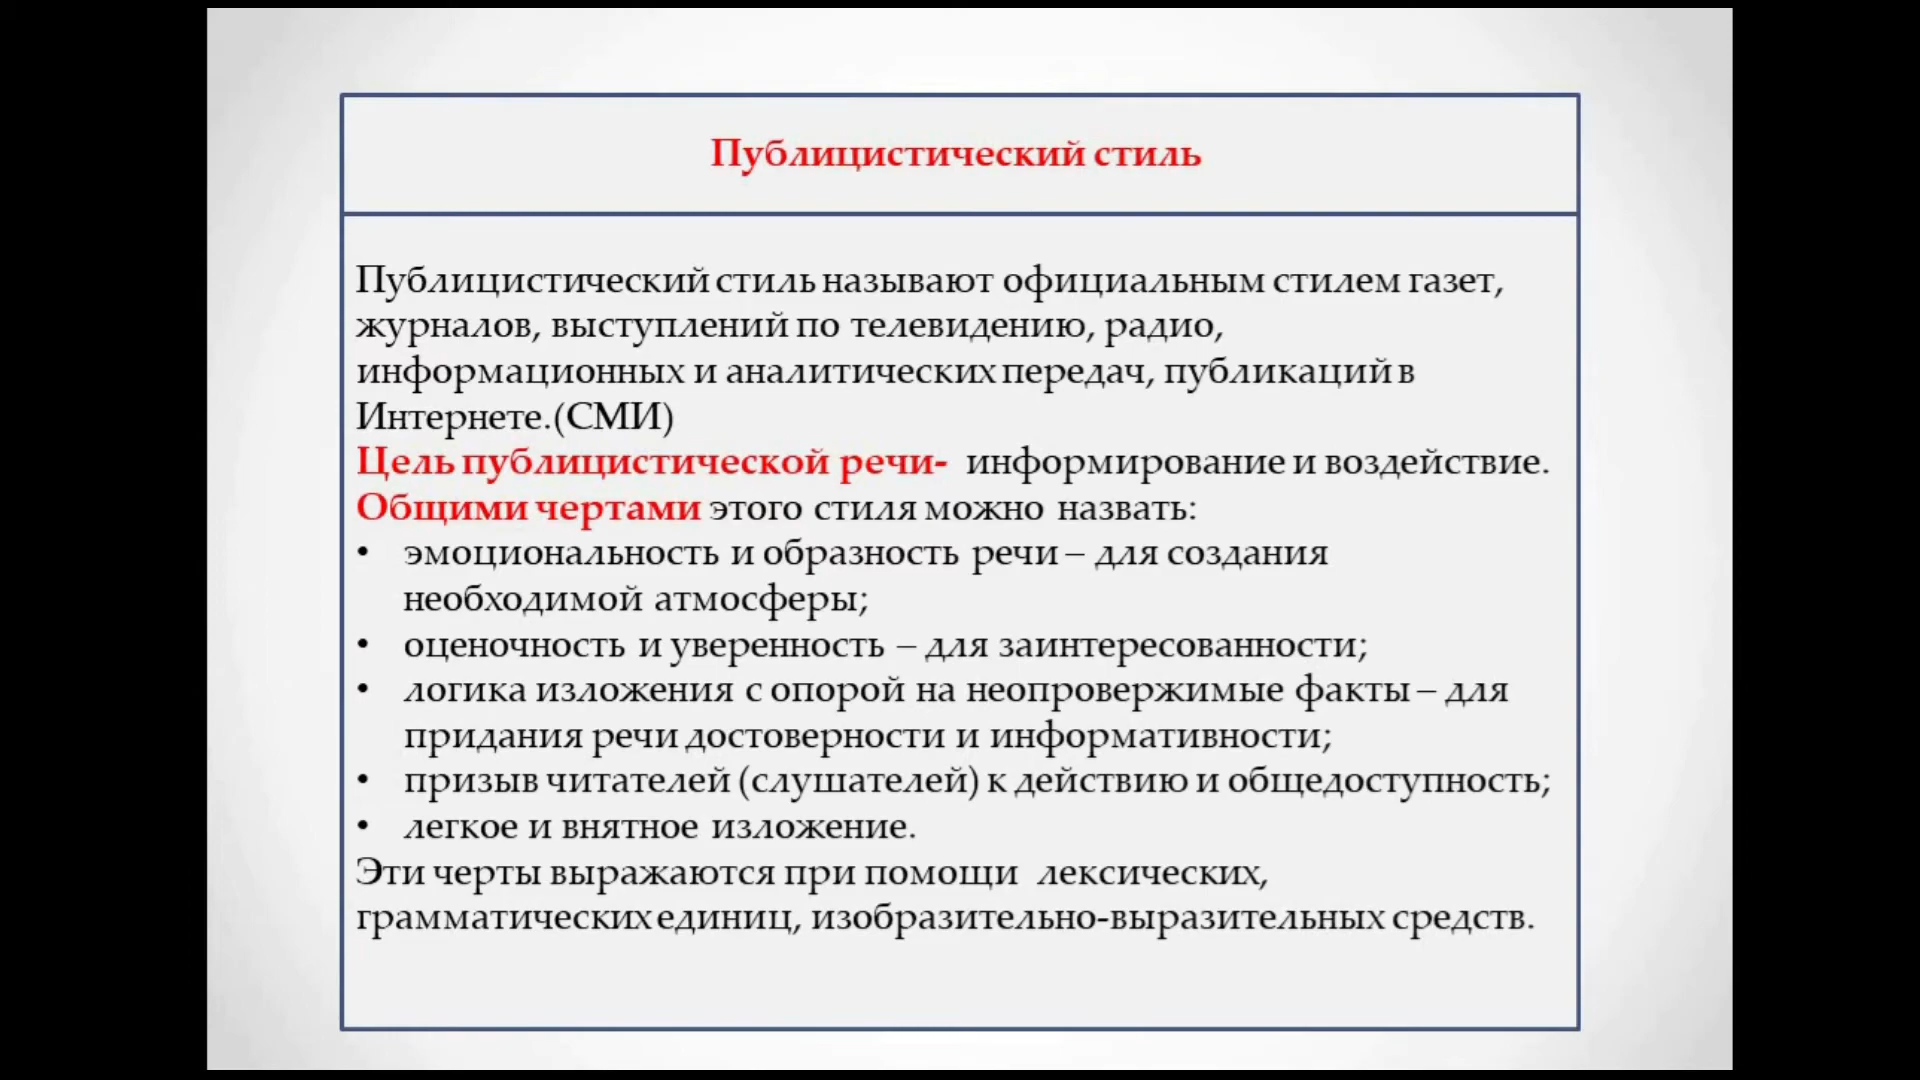 Публицистический стиль
Публицистический стиль называют официальным стилем газет,
журналов, выступлений по телевидению, радио,
информационных и аналитических передач, публикаций в
Интернете.(СМИ)
Цель публицистической речи- информирование и воздействие.
Общими чертами этого стиля можно назвать:
• эмоциональность и образность речи – для создания
необходимой атмосферы;
• оценочность и уверенность – для заинтересованности;
• логика изложения с опорой на неопровержимые факты – для
придания речи достоверности и информативности;
• призыв читателей (слушателей) к действию и общедоступность;
• легкое и внятное изложение.
Эти черты выражаются при помощи лексических,
грамматических единиц, изобразительно-выразительных средств.